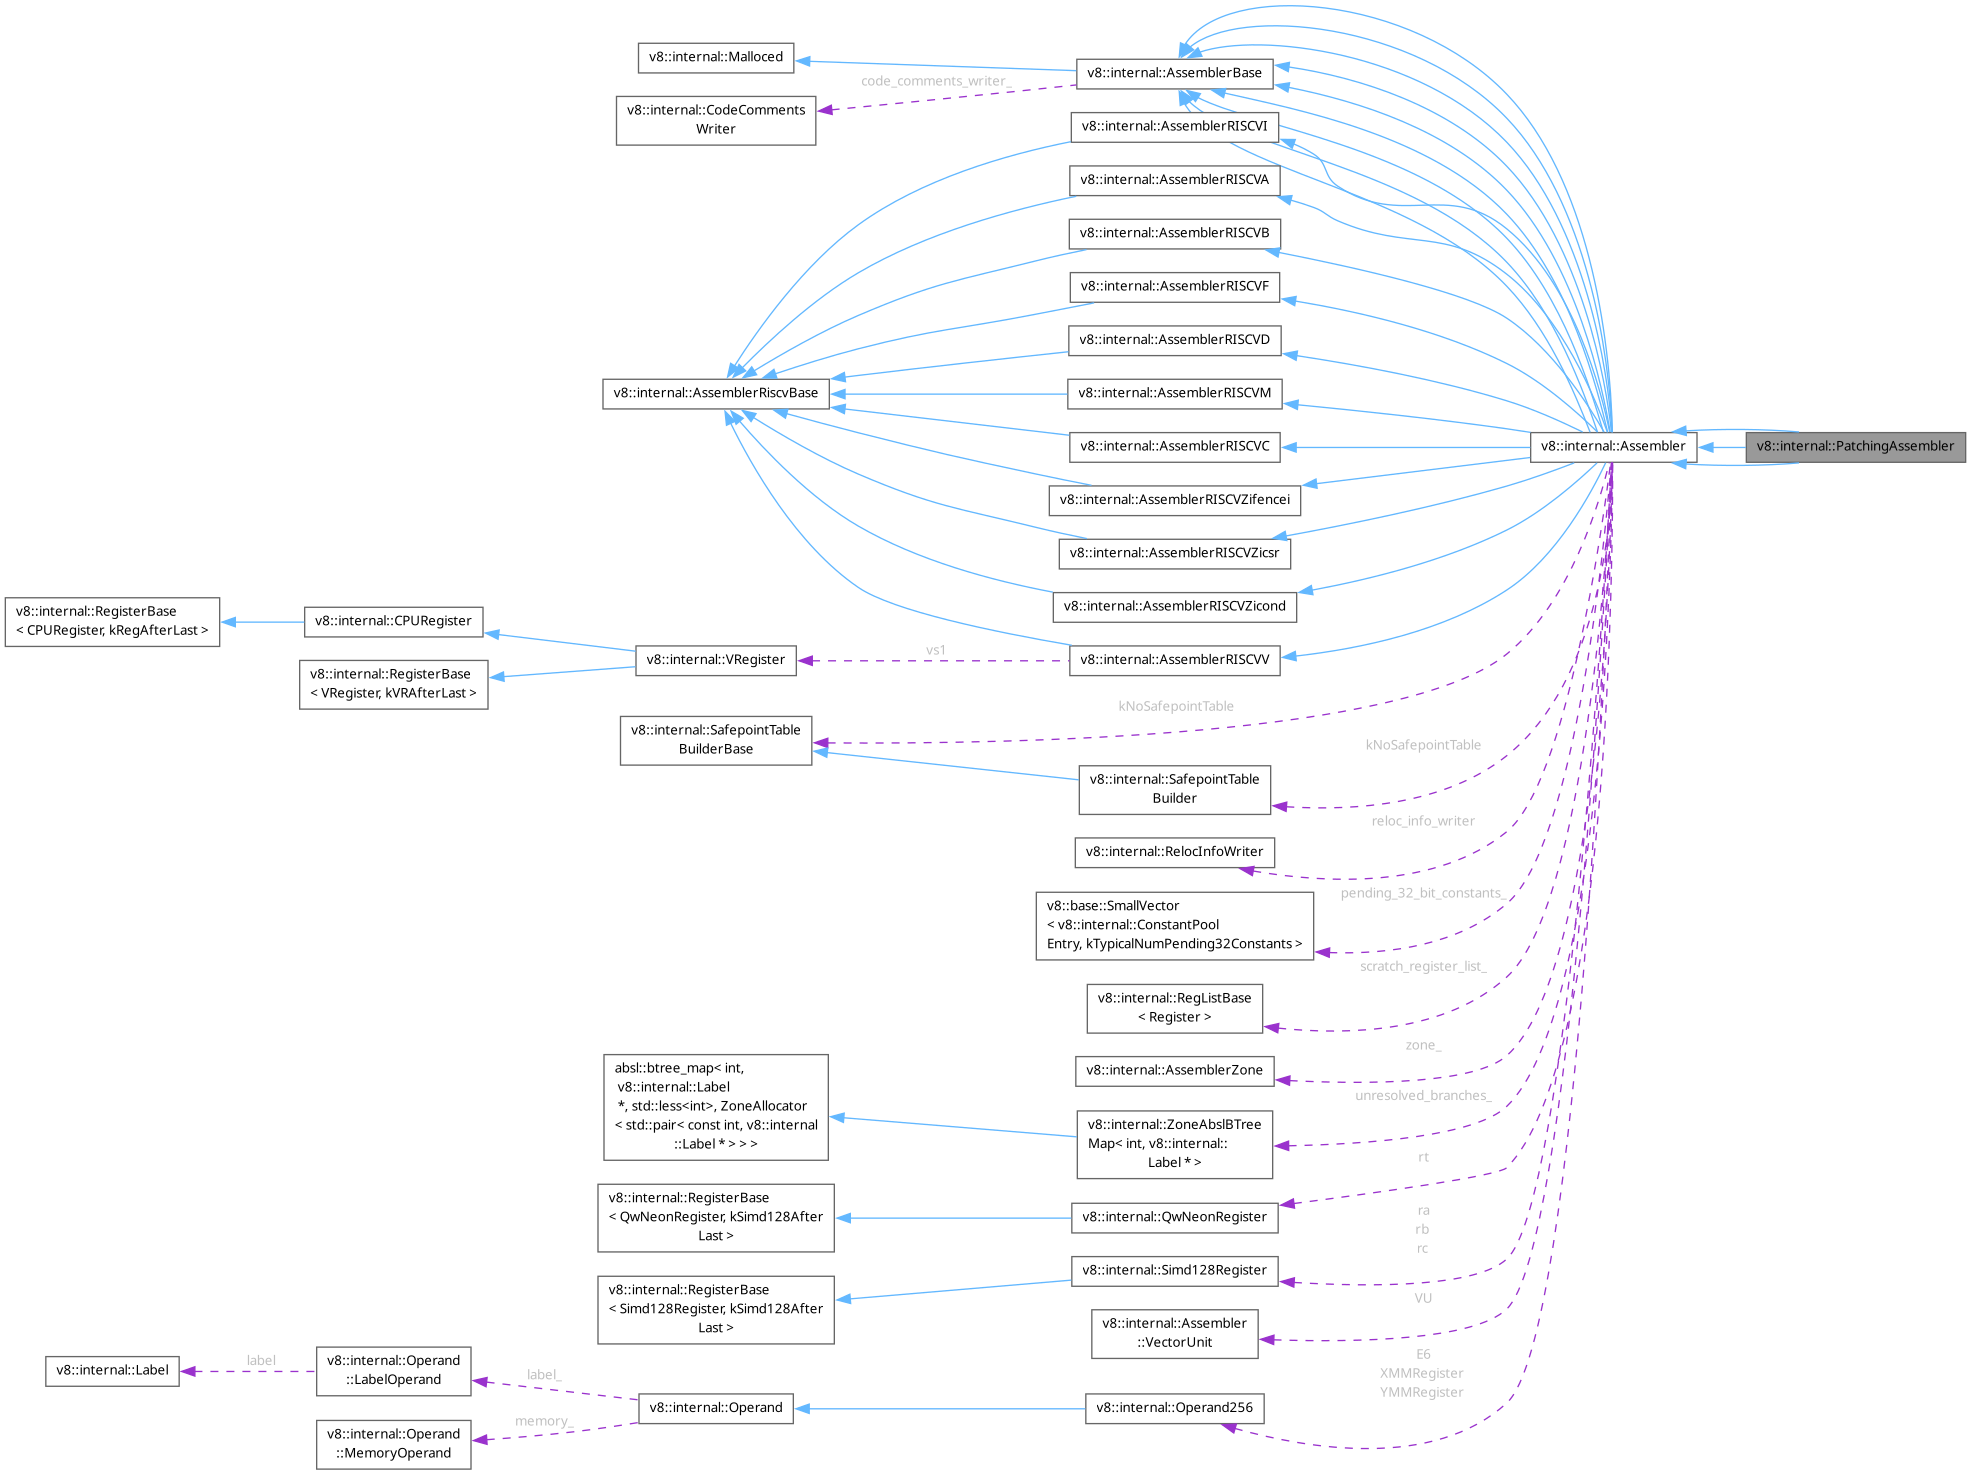 v8::internal::Malloced
v8::internal::AssemblerBase
code_comments_writer_
v8::internal::CodeComments
Writer
v8::internal::AssemblerRISCVI
v8::internal::AssemblerRISCVA
v8::internal::AssemblerRISCVB
v8::internal::AssemblerRISCVF
v8::internal::AssemblerRISCVD
v8::internal::AssemblerRiscvBase
v8::internal::AssemblerRISCVM
v8::internal::AssemblerRISCVC
v8::internal::Assembler
v8::internal::PatchingAssembler
v8::internal::AssemblerRISCVZifencei
v8::internal::AssemblerRISCVZicsr
v8::internal::AssemblerRISCVZicond
v8::internal::RegisterBase
< CPURegister, kRegAfterLast >
v8::internal::CPURegister
v8::internal::RegisterBase
< VRegister, kVRAfterLast >
v8::internal::VRegister
vs1
v8::internal::AssemblerRISCVV
kNoSafepointTable
v8::internal::SafepointTable
BuilderBase
kNoSafepointTable
v8::internal::SafepointTable
Builder
reloc_info_writer
v8::internal::RelocInfoWriter
pending_32_bit_constants_
v8::base::SmallVector
< v8::internal::ConstantPool
Entry, kTypicalNumPending32Constants >
scratch_register_list_
v8::internal::RegListBase
< Register >
zone_
v8::internal::AssemblerZone
unresolved_branches_
absl::btree_map< int,
v8::internal::Label
*, std::less<int>, ZoneAllocator
< std::pair< const int, v8::internal
::Label * > > >
v8::internal::ZoneAbslBTree
Map< int, v8::internal::
Label * >
rt
v8::internal::RegisterBase
< QwNeonRegister, kSimd128After
Last >
v8::internal::QwNeonRegister
ra
rb
rc
v8::internal::RegisterBase
< Simd128Register, kSimd128After
Last >
v8::internal::Simd128Register
VU
v8::internal::Assembler
::VectorUnit
E6
XMMRegister
YMMRegister
v8::internal::Label
label
v8::internal::Operand
::LabelOperand
label_
v8::internal::Operand
v8::internal::Operand256
memory_
v8::internal::Operand
::MemoryOperand